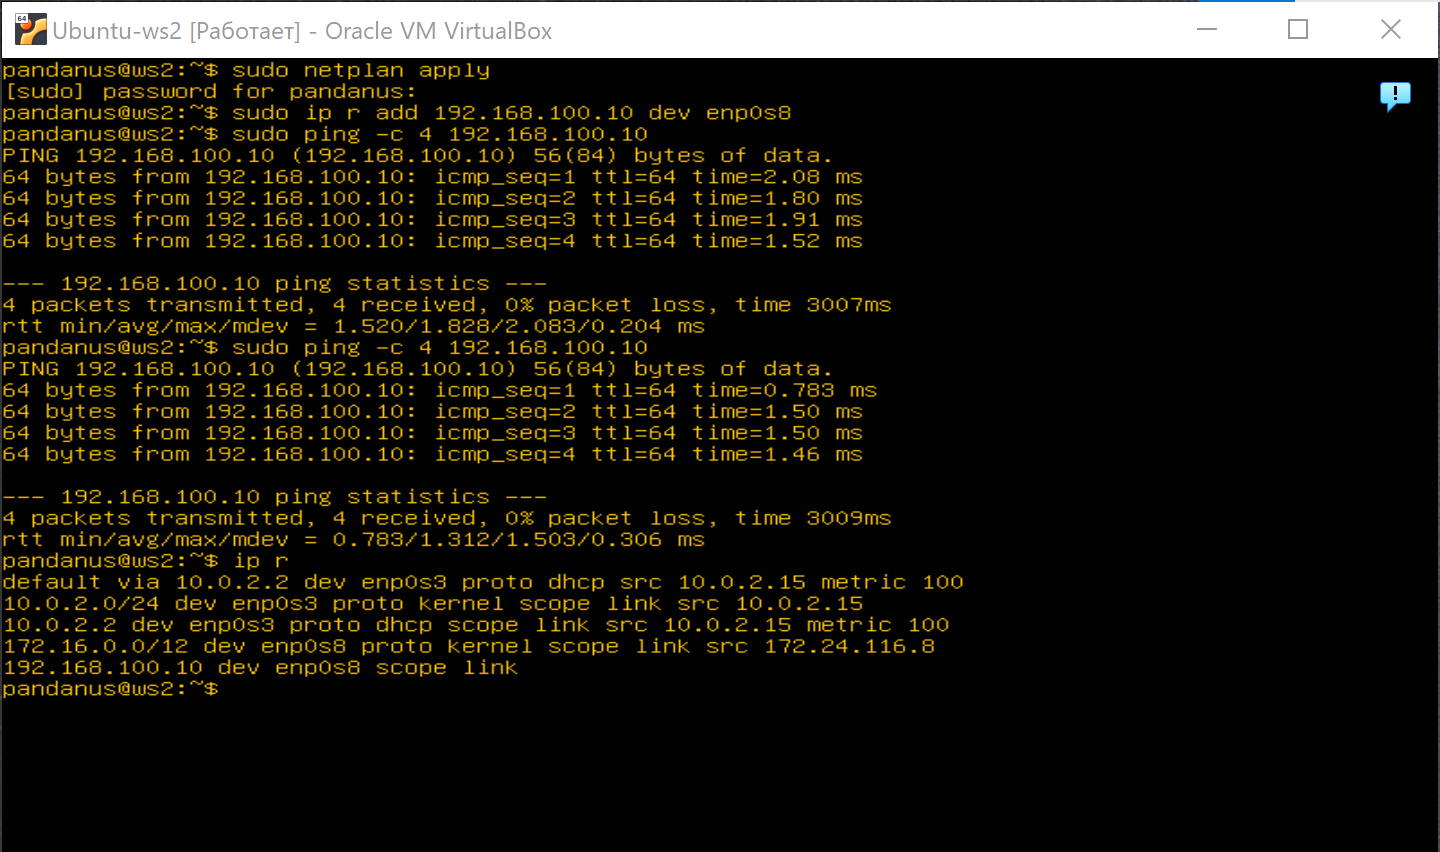 64
Ubuntu-ws2 [Работает] - Oracle VM VirtualBox
pandanus@ws2:~$ sudo netplan apply
[sudo] password for pandanus:
pandanus@ws2:~$ sudo ip r add 192.168.100.10 dev enp0s8
pandanus@ws2:~$ sudo ping -c 4 192.168.100.10
PING 192.168.100.10 (192.168.100.10) 56(84) bytes of data.
64 bytes from 192.168.100.10: icmp_seq=1 ttl=64 time=2.08 ms
64 bytes from 192.168.100.10: icmp_seq=2 ttl=64 time=1.80 ms
64 bytes from 192.168.100.10: icmp_seq=3 ttl=64 time=1.91 ms
64 bytes from 192.168.100.10: icmp_seq=4 ttl=64 time=1.52 ms
--- 192.168.100.10 ping statistics ---
4 packets transmitted, 4 received, 0% packet loss, time 3007ms
rtt min/avg/max/mdev = 1.520/1.828/2.083/0.204 ms
pandanus@ws2:~$ sudo ping -c 4 192.168.100.10
PING 192.168.100.10 (192.168.100.10) 56(84) bytes of data.
64 bytes from 192.168.100.10: icmp_seq=1 ttl=64 time=0.783 ms
64 bytes from 192.168.100.10: icmp_seq=2 ttl=64 time=1.50 ms
64 bytes from 192.168.100.10: icmp_seq=3 ttl=64 time=1.50 ms
64 bytes from 192.168.100.10: icmp_seq=4 ttl=64 time=1.46 ms
--- 192.168.100.10 ping statistics ---
4 packets transmitted, 4 received, 0% packet loss, time 3009ms
rtt min/avg/max/mdev = 0.783/1.312/1.503/0.306 ms
pandanus@ws2:~$ ip r
default via 10.0.2.2 dev enp0s3 proto dhcp src 10.0.2.15 metric 100
10.0.2.0/24 dev enp0s3 proto kernel scope link src 10.0.2.15
10.0.2.2 dev enp0s3 proto dhcp scope link src 10.0.2.15 metric 100
172.16.0.0/12 dev enp0s8 proto kernel scope link src 172.24.116.8
192.168.100.10 dev enp0s8 scope link
pandanus@ws2:~$